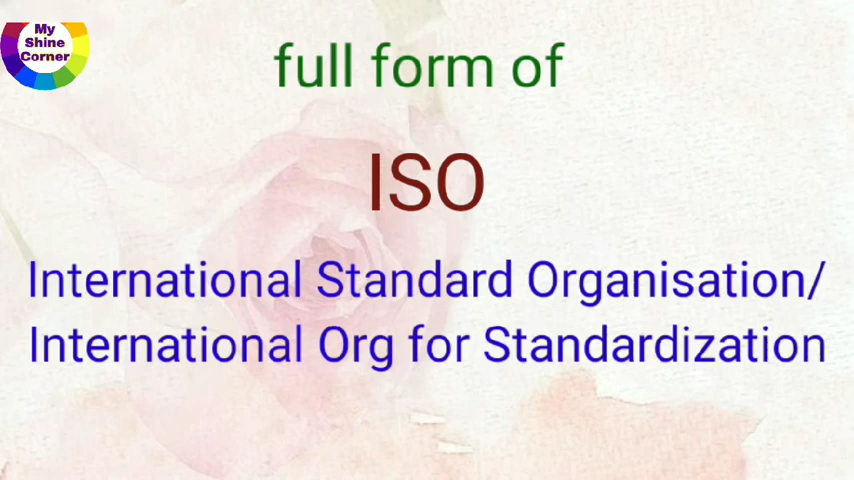 My
Shine
Corner
full form of
ISO
International Standard Organisation/
International Org for Standardization